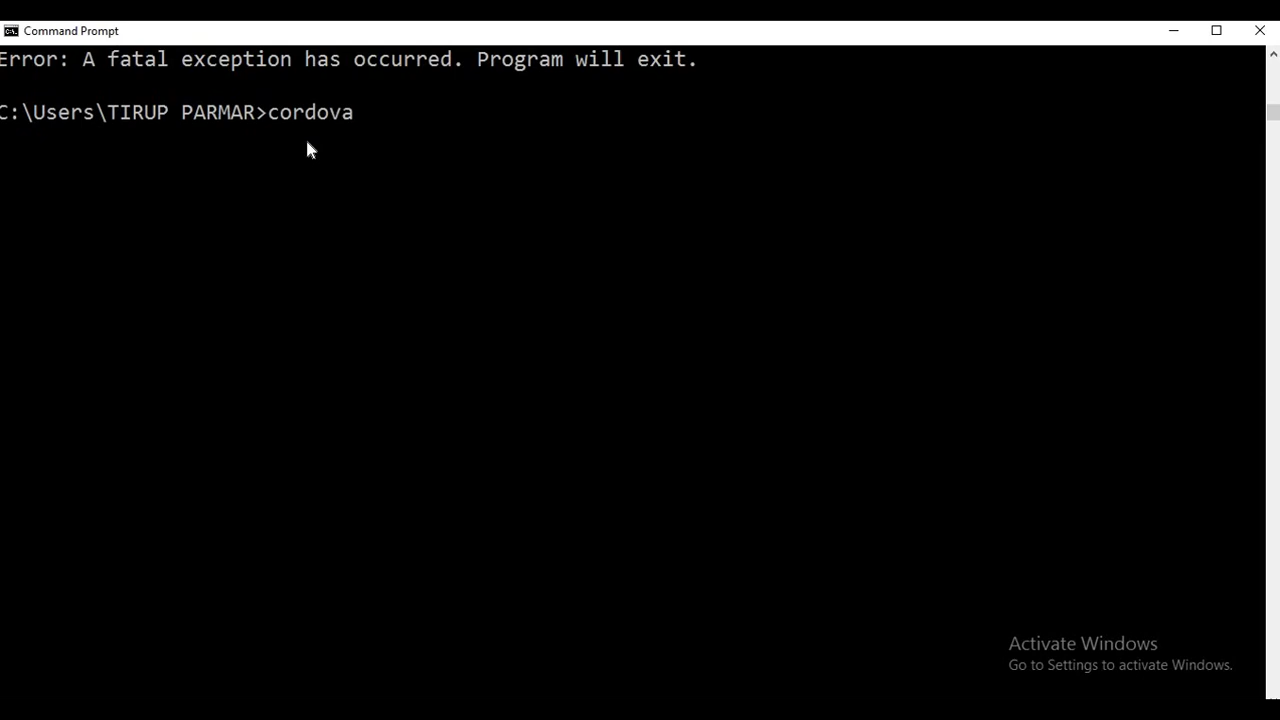 Command Prompt
Error: A fatal exception has occurred. Program will exit.
C:\Users\TIRUP PARMAR>cordova
Activate Windows
Go to Settings to activate Windows.